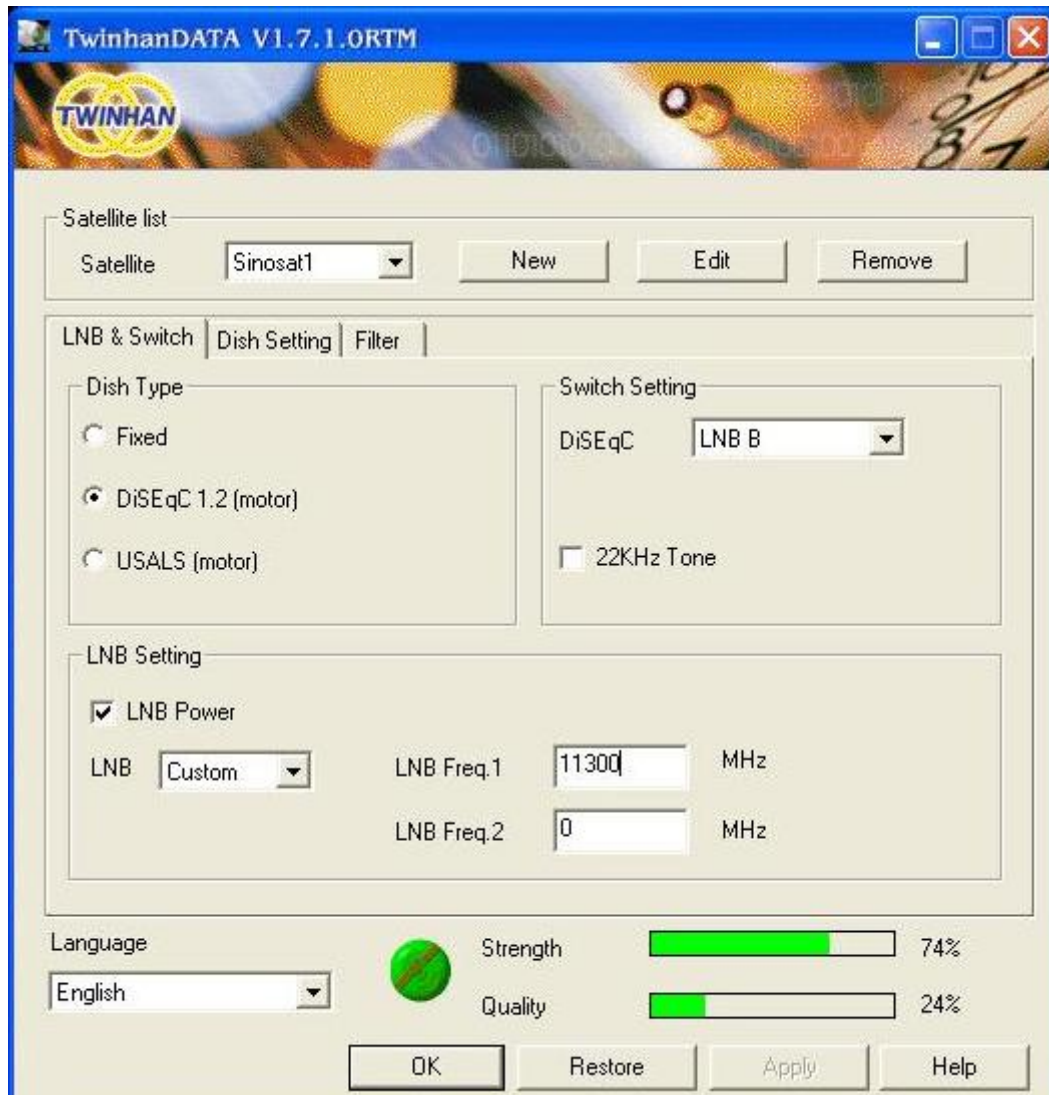 TwinhanDATA V1.7.1.0RTM
TWINHAN
Satellite list
Satellite Sinosat1 New Edit Remove
LNB & Switch Dish Setting Filter
Dish Type
Fixed
DiSEqC 1.2 (motor)
USALS (motor)
Switch Setting
DiSEqC LNB B
22KHz Tone
LNB Setting
LNB Power
LNB Custom LNB Freq.1 11300 MHz
LNB Freq.2 0 MHz
Language
English
Strength 74%
Quality 24%
OK Restore Apply Help